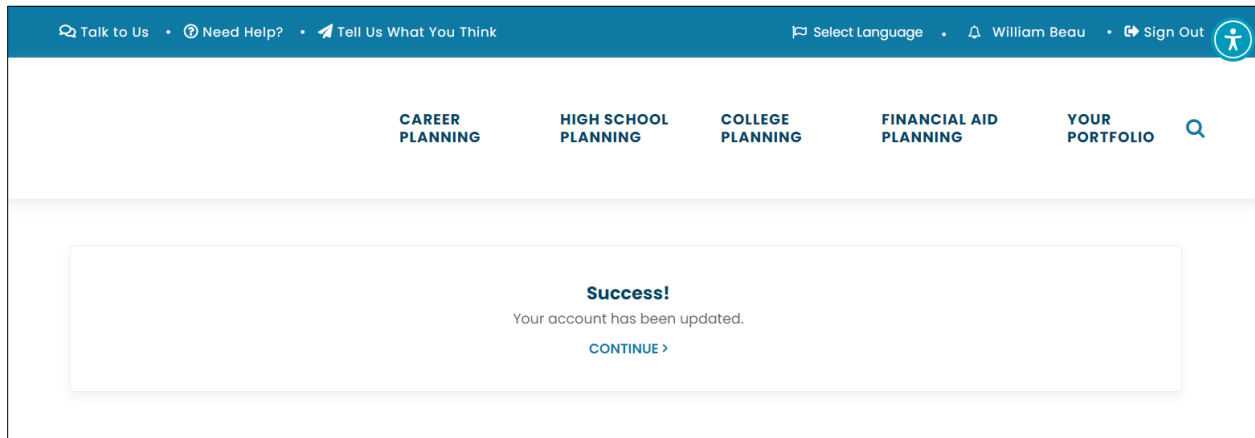 Talk to Us • Need Help? • Tell Us What You Think Select Language • William Beau • Sign Out
CAREER PLANNING HIGH SCHOOL PLANNING COLLEGE PLANNING FINANCIAL AID PLANNING YOUR PORTFOLIO
Success!
Your account has been updated.
CONTINUE >